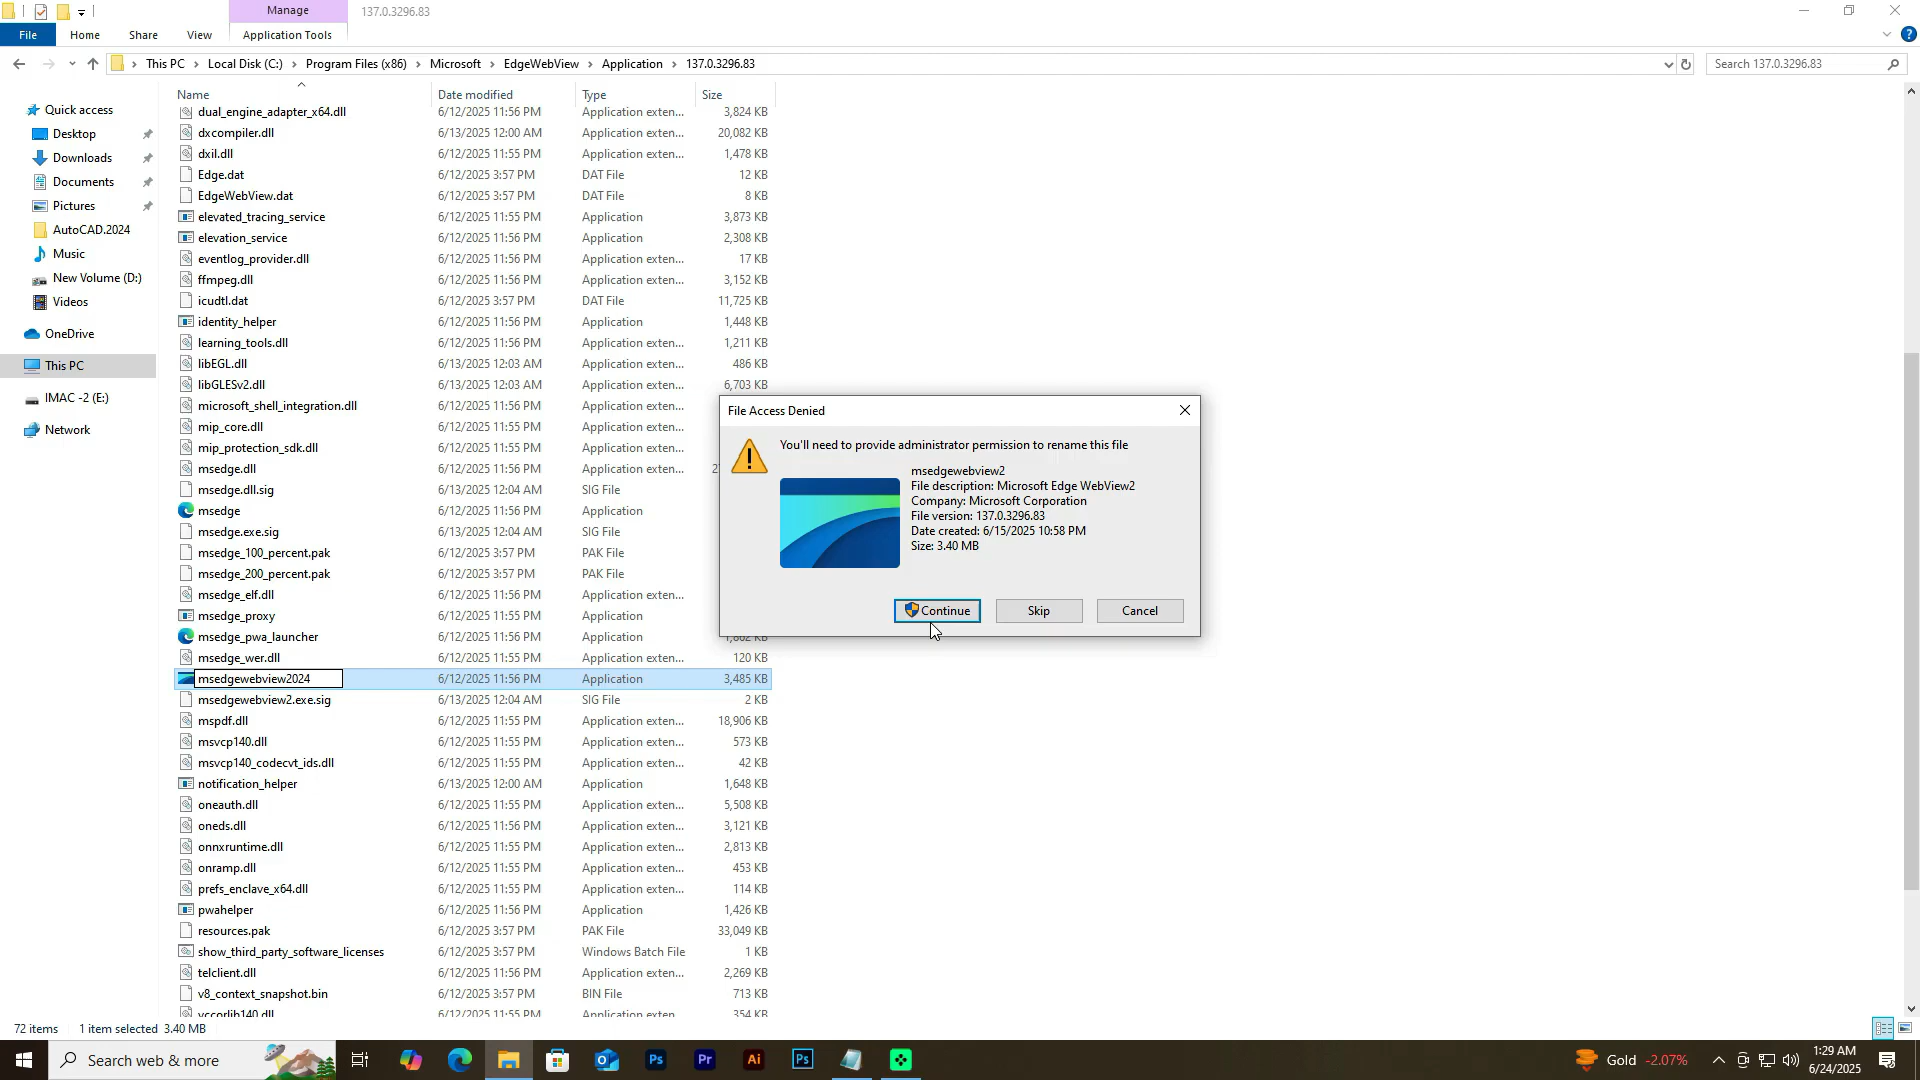 Manage
137.0.3296.83
File
Home
Share
View
Application Tools
This PC
Local Disk (C:)
Program Files (x86)
Microsoft
EdgeWebView
Application
137.0.3296.83
Search 137.0.3296.83
Quick access
Desktop
Downloads
Documents
Pictures
AutoCAD.2024
Music
New Volume (D:)
Videos
OneDrive
This PC
IMAC -2 (E:)
Network
Name Date modified Type Size
dual_engine_adapter_x64.dll 6/12/2025 11:56 PM Application exten... 3,824 KB
dxcompiler.dll 6/13/2025 12:00 AM Application exten... 20,082 KB
dxil.dll 6/12/2025 11:55 PM Application exten... 1,478 KB
Edge.dat 6/12/2025 3:57 PM DAT File 12 KB
EdgeWebView.dat 6/12/2025 3:57 PM DAT File 8 KB
elevated_tracing_service 6/12/2025 11:55 PM Application 3,873 KB
elevation_service 6/12/2025 11:56 PM Application 2,308 KB
eventlog_provider.dll 6/12/2025 11:56 PM Application exten... 17 KB
ffmpeg.dll 6/12/2025 11:56 PM Application exten... 3,152 KB
icudtl.dat 6/12/2025 3:57 PM DAT File 11,725 KB
identity_helper 6/12/2025 11:56 PM Application 1,448 KB
learning_tools.dll 6/12/2025 11:56 PM Application exten... 1,211 KB
libEGL.dll 6/13/2025 12:03 AM Application exten... 486 KB
libGLESv2.dll 6/13/2025 12:03 AM Application exten... 6,703 KB
microsoft_shell_integration.dll 6/12/2025 11:56 PM Application exten...
mip_core.dll 6/12/2025 11:55 PM Application exten...
mip_protection_sdk.dll 6/12/2025 11:55 PM Application exten...
msedge.dll 6/12/2025 11:56 PM Application exten...
msedge.dll.sig 6/13/2025 12:04 AM SIG File
msedge 6/12/2025 11:56 PM Application
msedge.exe.sig 6/13/2025 12:04 AM SIG File
msedge_100_percent.pak 6/12/2025 3:57 PM PAK File
msedge_200_percent.pak 6/12/2025 3:57 PM PAK File
msedge_elf.dll 6/12/2025 11:55 PM Application exten...
msedge_proxy 6/12/2025 11:55 PM Application
msedge_pwa_launcher 6/12/2025 11:56 PM Application
msedge_wer.dll 6/12/2025 11:55 PM Application exten... 120 KB
msedgewebview2024 6/12/2025 11:56 PM Application 3,485 KB
msedgewebview2.exe.sig 6/13/2025 12:04 AM SIG File 2 KB
mspdf.dll 6/12/2025 11:55 PM Application exten... 18,906 KB
msvcp140.dll 6/12/2025 11:55 PM Application exten... 573 KB
msvcp140_codecvt_ids.dll 6/12/2025 11:55 PM Application exten... 42 KB
notification_helper 6/13/2025 12:00 AM Application 1,648 KB
oneauth.dll 6/12/2025 11:55 PM Application exten... 5,508 KB
oneds.dll 6/12/2025 11:56 PM Application exten... 3,121 KB
onnxruntime.dll 6/12/2025 11:55 PM Application exten... 2,813 KB
onramp.dll 6/12/2025 11:55 PM Application exten... 453 KB
prefs_enclave_x64.dll 6/12/2025 11:55 PM Application exten... 114 KB
pwahelper 6/12/2025 11:56 PM Application 1,426 KB
resources.pak 6/12/2025 3:57 PM PAK File 33,049 KB
show_third_party_software_licenses 6/12/2025 3:57 PM Windows Batch File 1 KB
telclient.dll 6/12/2025 11:56 PM Application exten... 2,269 KB
v8_context_snapshot.bin 6/12/2025 3:57 PM BIN File 713 KB
vccorlib140.dll 6/12/2025 11:55 PM Application exten 354 KB
File Access Denied
You'll need to provide administrator permission to rename this file
msedgewebview2
File description: Microsoft Edge WebView2
Company: Microsoft Corporation
File version: 137.0.3296.83
Date created: 6/15/2025 10:58 PM
Size: 3.40 MB
Continue
Skip
Cancel
72 items
1 item selected 3.40 MB
Search web & more
Ps
Pr
Ai
Ps
Gold -2.07%
1:29 AM
6/24/2025